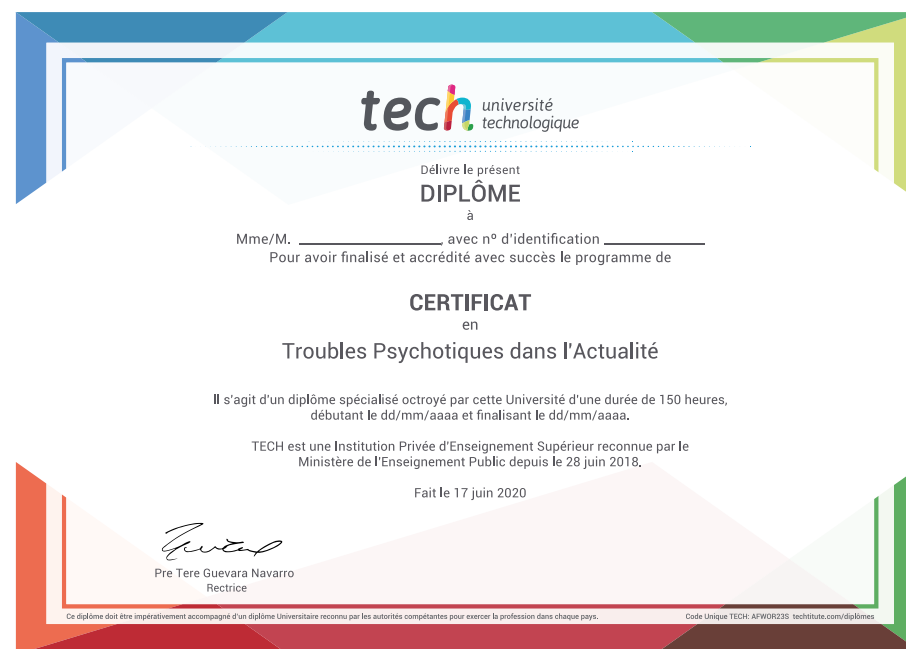 tech université
technologique
Délivre le présent
DIPLÔME
à
Mme/M. ____________________, avec nº d'identification ______________
Pour avoir finalisé et accrédité avec succès le programme de
CERTIFICAT
en
Troubles Psychotiques dans l'Actualité
Il s'agit d'un diplôme spécialisé octroyé par cette Université d'une durée de 150 heures,
débutant le dd/mm/aaaa et finalisant le dd/mm/aaaa.
TECH est une Institution Privée d'Enseignement Supérieur reconnue par le
Ministère de l'Enseignement Public depuis le 28 juin 2018.
Fait le 17 juin 2020
Pre Tere Guevara Navarro
Rectrice
Ce diplôme doit être impérativement accompagné d'un diplôme Universitaire reconnu par les autorités compétantes pour exercer la profession dans chaque pays.
Code Unique TECH: AFWOR23S techtitute.com/diplômes